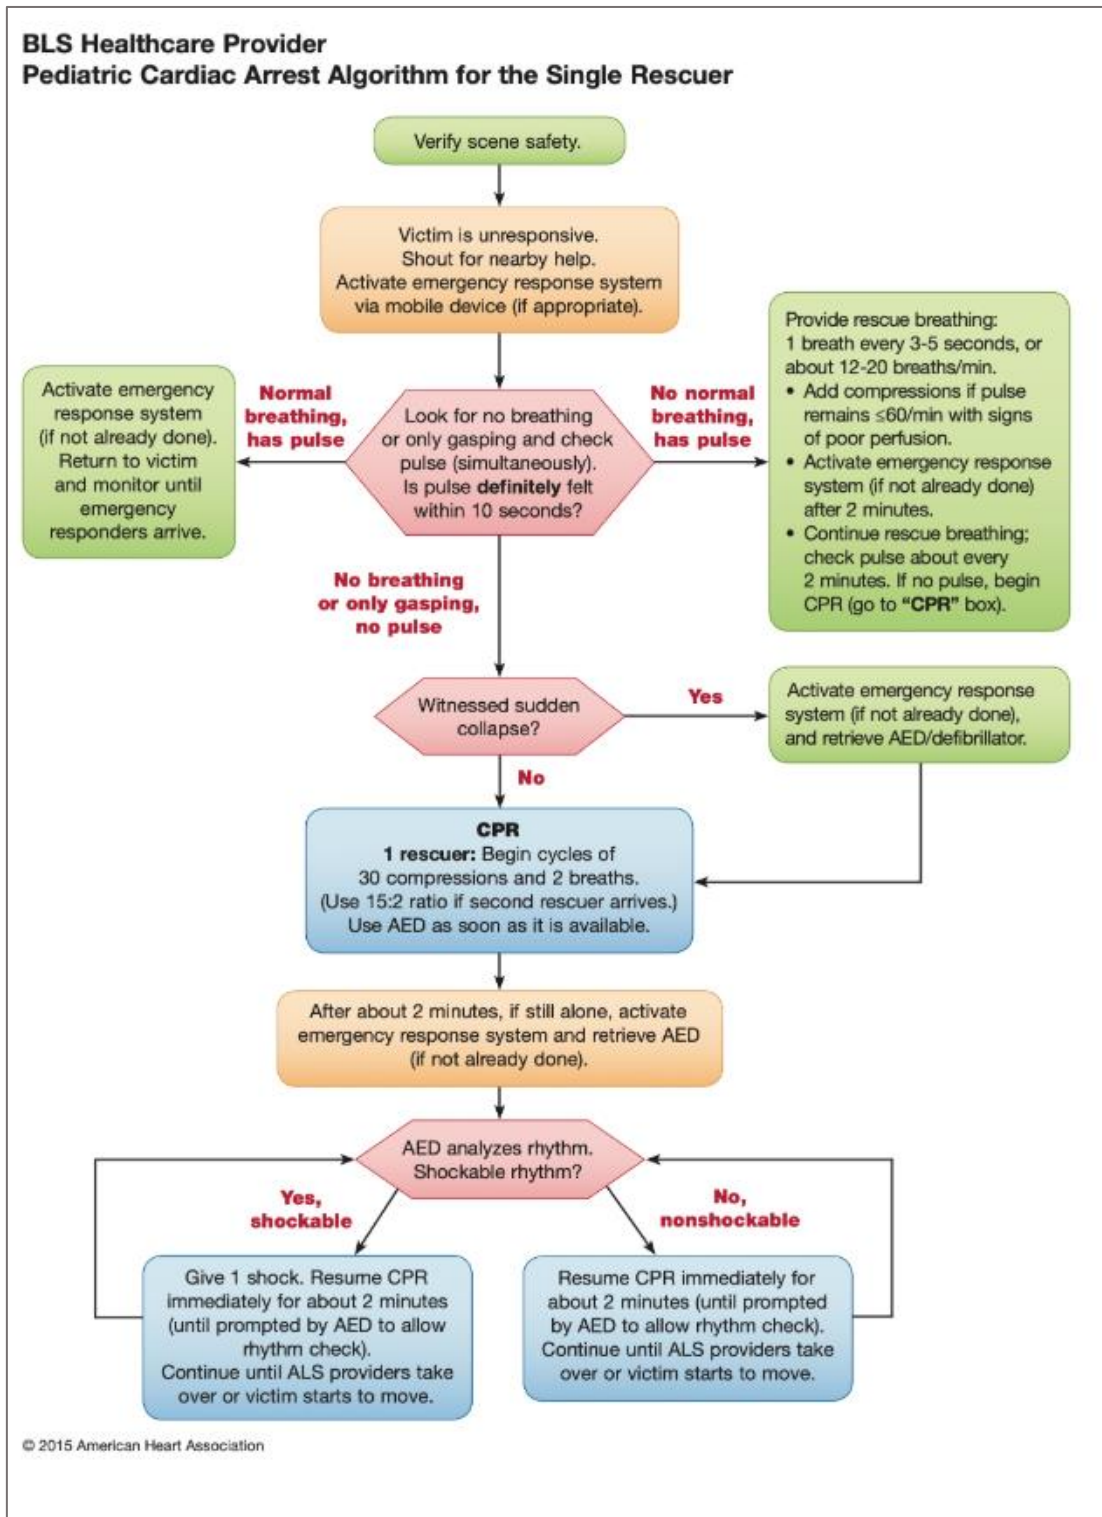 BLS Healthcare Provider
Pediatric Cardiac Arrest Algorithm for the Single Rescuer
Verify scene safety.
Victim is unresponsive.
Shout for nearby help.
Activate emergency response system
via mobile device (if appropriate).
Activate emergency
response system
(if not already done).
Return to victim
and monitor until
emergency
responders arrive.
Normal
breathing,
has pulse
Look for no breathing
or only gasping and check
pulse (simultaneously).
Is pulse definitely felt
within 10 seconds?
No normal
breathing,
has pulse
Provide rescue breathing:
1 breath every 3-5 seconds, or
about 12-20 breaths/min.
• Add compressions if pulse
remains ≤60/min with signs
of poor perfusion.
• Activate emergency response
system (if not already done)
after 2 minutes.
• Continue rescue breathing;
check pulse about every
2 minutes. If no pulse, begin
CPR (go to “CPR” box).
No breathing
or only gasping,
no pulse
Witnessed sudden
collapse?
Yes
Activate emergency response
system (if not already done),
and retrieve AED/defibrillator.
No
CPR
1 rescuer: Begin cycles of
30 compressions and 2 breaths.
(Use 15:2 ratio if second rescuer arrives.)
Use AED as soon as it is available.
After about 2 minutes, if still alone, activate
emergency response system and retrieve AED
(if not already done).
AED analyzes rhythm.
Shockable rhythm?
Yes,
shockable
No,
nonshockable
Give 1 shock. Resume CPR
immediately for about 2 minutes
(until prompted by AED to allow
rhythm check).
Continue until ALS providers take
over or victim starts to move.
Resume CPR immediately for
about 2 minutes (until prompted
by AED to allow rhythm check).
Continue until ALS providers take
over or victim starts to move.
© 2015 American Heart Association